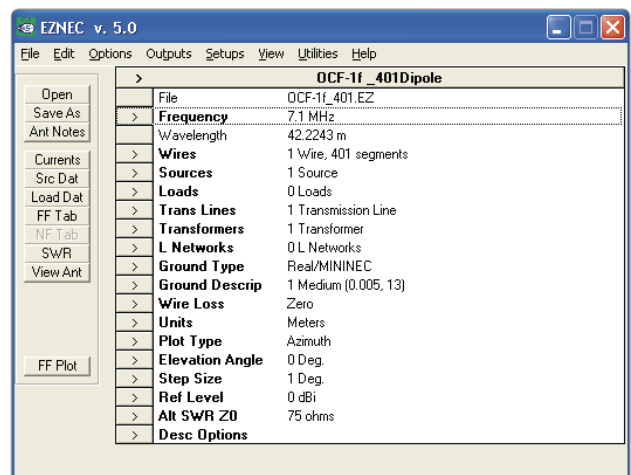 EZNEC v. 5.0
File Edit Options Outputs Setups View Utilities Help
Open
Save As
Ant Notes
Currents
Src Dat
Load Dat
FF Tab
NF Tab
SWR
View Ant
FF Plot
> OCF-1f _401Dipole
File OCF-1f_401.EZ
> Frequency 7.1 MHz
Wavelength 42.2243 m
> Wires 1 Wire, 401 segments
> Sources 1 Source
> Loads 0 Loads
> Trans Lines 1 Transmission Line
> Transformers 1 Transformer
> L Networks 0 L Networks
> Ground Type Real/MININEC
> Ground Descrip 1 Medium (0.005, 13)
> Wire Loss Zero
> Units Meters
> Plot Type Azimuth
> Elevation Angle 0 Deg.
> Step Size 1 Deg.
> Ref Level 0 dBi
> Alt SWR Z0 75 ohms
> Desc Options